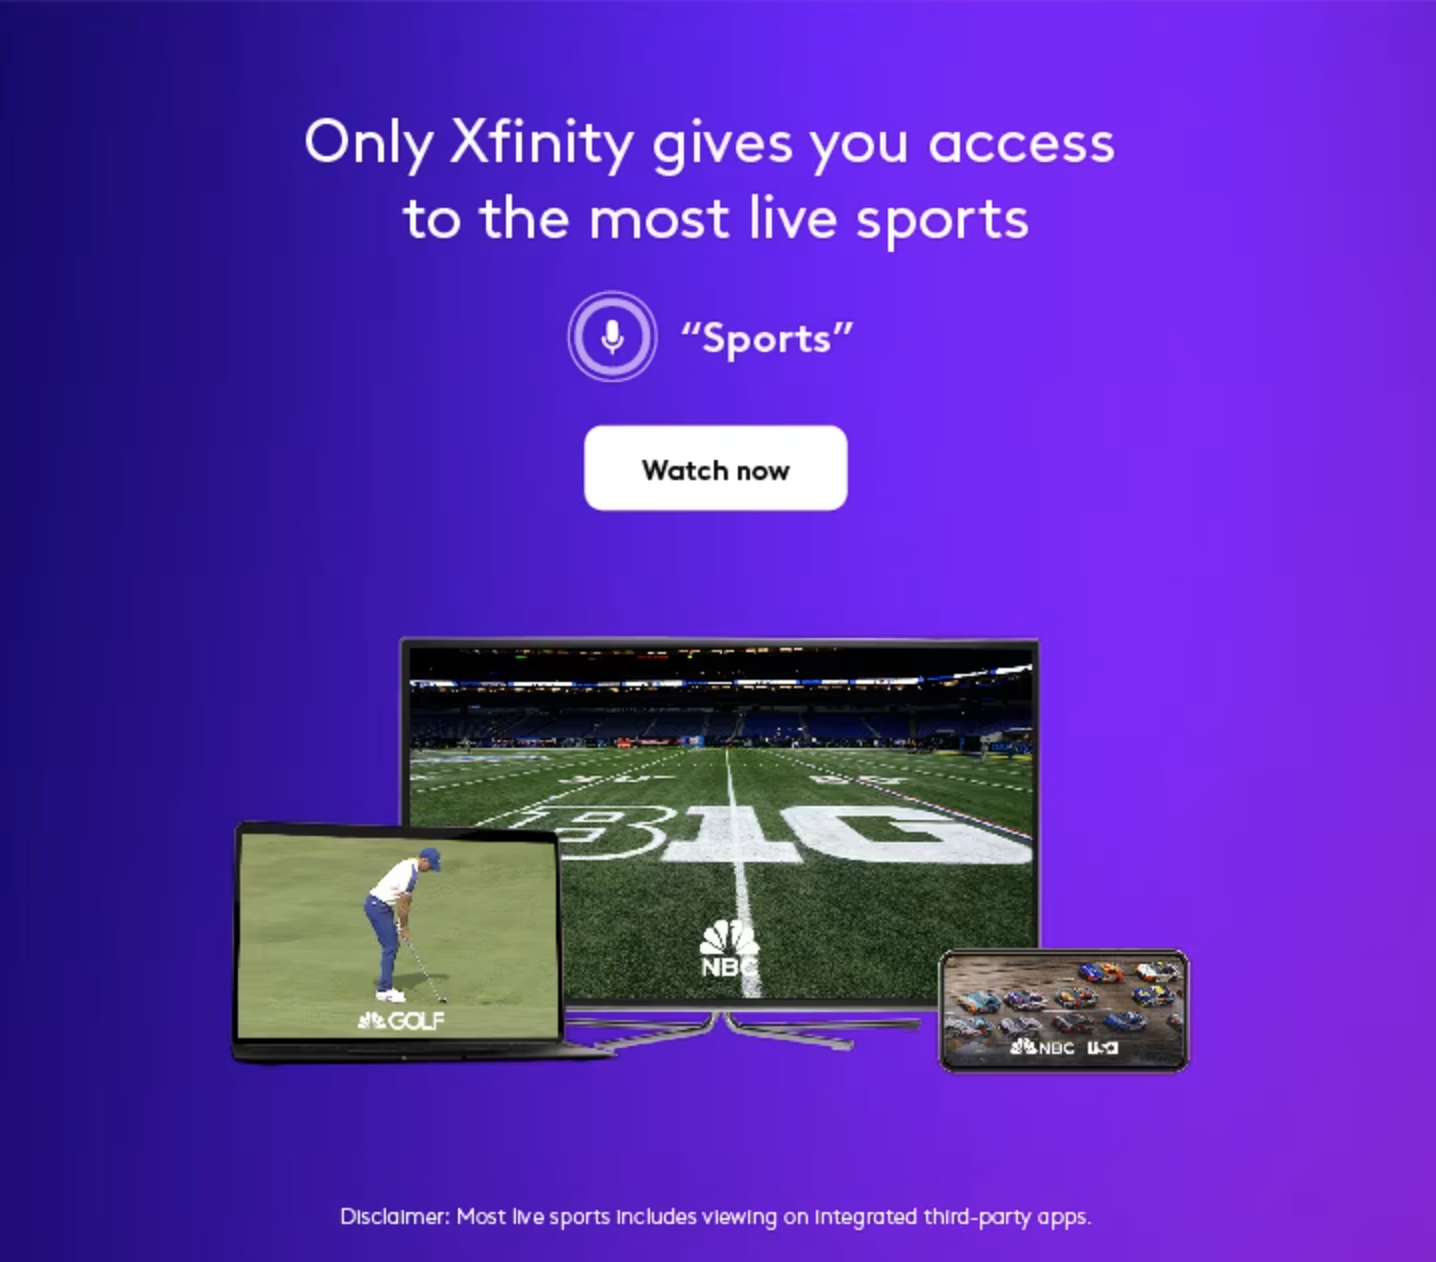 Only Xfinity gives you access
to the most live sports
“Sports”
Watch now
BIG
NBC
GOLF
NBC USA
Disclaimer: Most live sports includes viewing on integrated third-party apps.